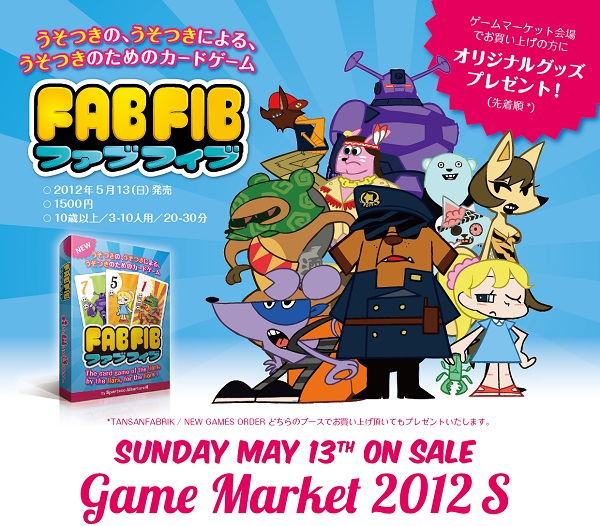 うそつきの、うそつきによる、
うそつきのためのカードゲーム
FABFIB
ファブフィブ
○2012年5月13(日)発売
○1500円
○10歳以上／3-10人用／20-30分
ゲームマーケット会場
でお買い上げの方に
オリジナルグッズ
プレゼント！
(先着順*)
NEW
うそつきの、うそつきによる、
うそつきのためのカードゲーム
7 5 1
FABFIB
ファブフィブ
The card game of the liars,
by the liars, for the liars.
*TANSANFABRIK / NEW GAMES ORDER どちらのブースでお買い上げ頂いてもプレゼントいたします。
SUNDAY MAY 13TH ON SALE
Game Market 2012 S